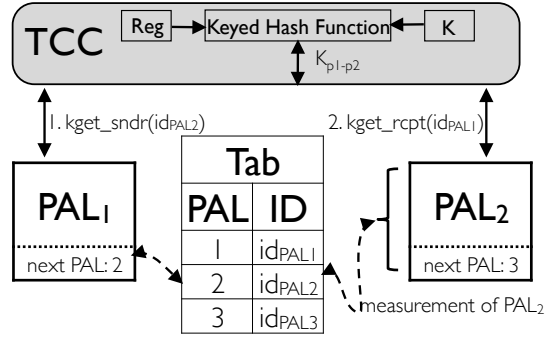 TCC
Reg
Keyed Hash Function
K
Kp1-p2
1. kget_sndr(idPAL2)
2. kget_rcpt(idPAL1)
PAL1
next PAL: 2
Tab
PAL ID
1 idPAL1
2 idPAL2
3 idPAL3
PAL2
next PAL: 3
measurement of PAL2